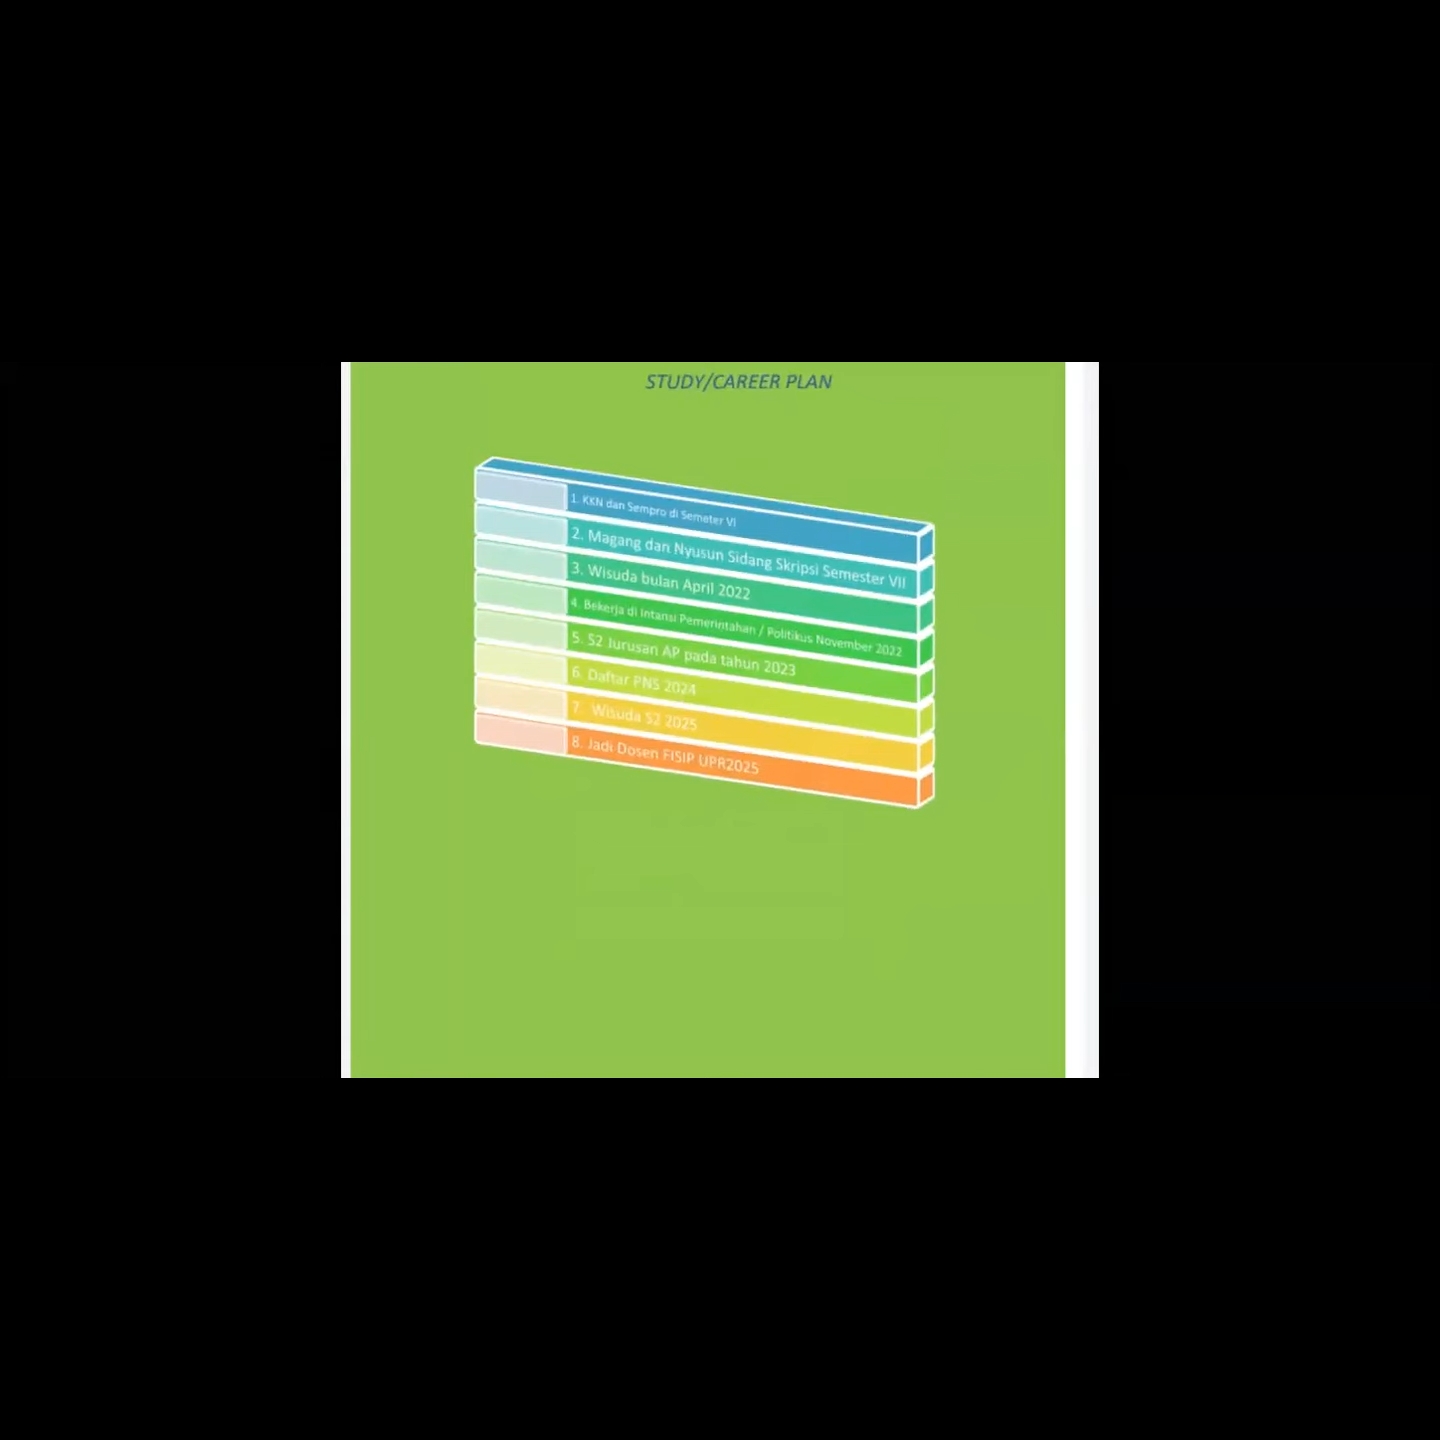 STUDY/CAREER PLAN
1. KKN dan Sempro di Semeter VI
2. Magang dan Nyusun Sidang Skripsi Semester VII
3. Wisuda bulan April 2022
4. Bekerja di Intansi Pemerintahan / Politikus November 2022
5. S2 Jurusan AP pada tahun 2023
6. Daftar PNS 2024
7. Wisuda S2 2025
8. Jadi Dosen FISIP UPR2025